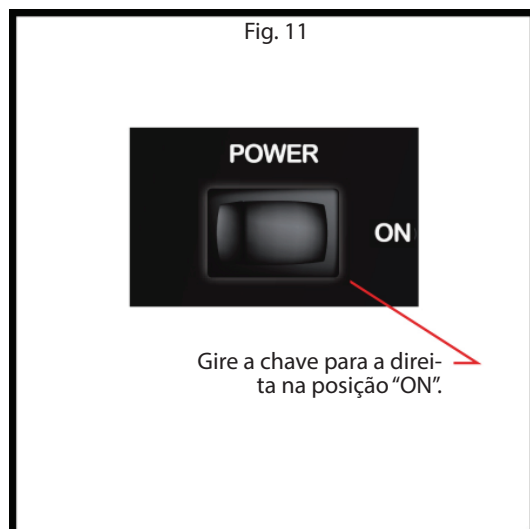 Fig. 11
POWER
ON
Gire a chave para a direi-
ta na posição “ON”.